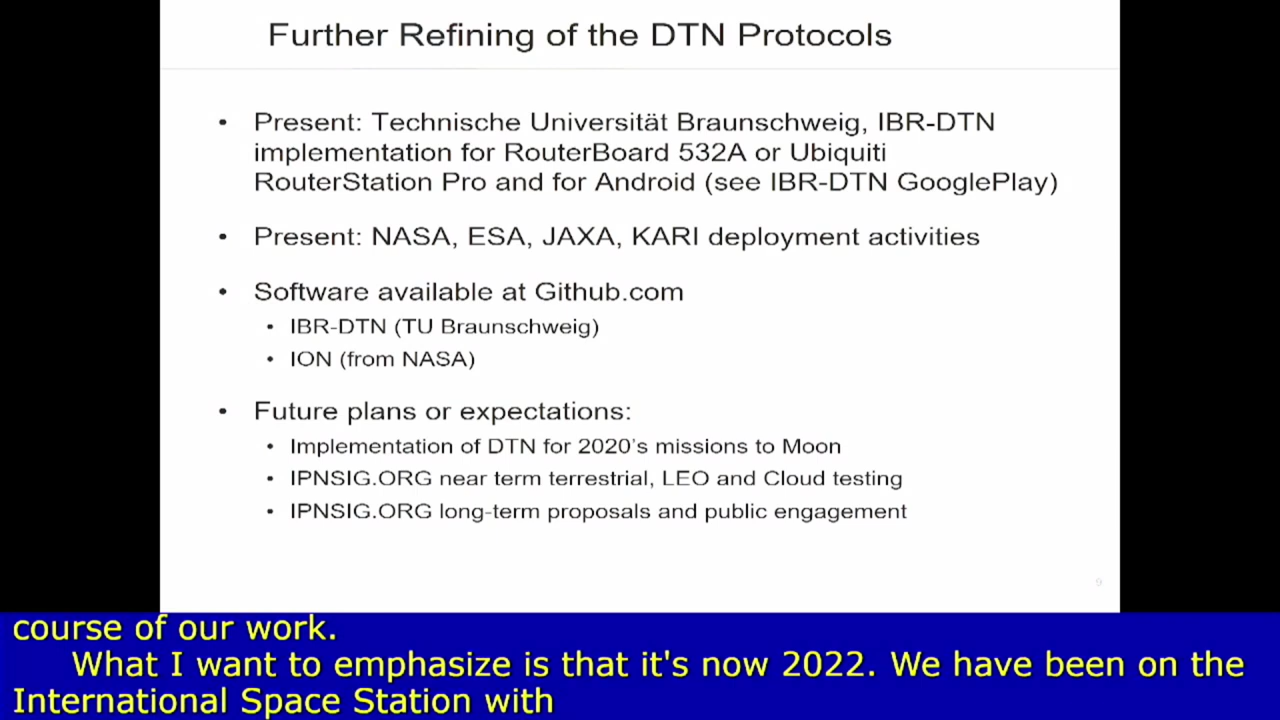 Further Refining of the DTN Protocols
• Present: Technische Universität Braunschweig, IBR-DTN
implementation for RouterBoard 532A or Ubiquiti
RouterStation Pro and for Android (see IBR-DTN GooglePlay)
• Present: NASA, ESA, JAXA, KARI deployment activities
• Software available at Github.com
• IBR-DTN (TU Braunschweig)
• ION (from NASA)
• Future plans or expectations:
• Implementation of DTN for 2020's missions to Moon
• IPNSIG.ORG near term terrestrial, LEO and Cloud testing
• IPNSIG.ORG long-term proposals and public engagement
9
course of our work.
What I want to emphasize is that it's now 2022. We have been on the
International Space Station with